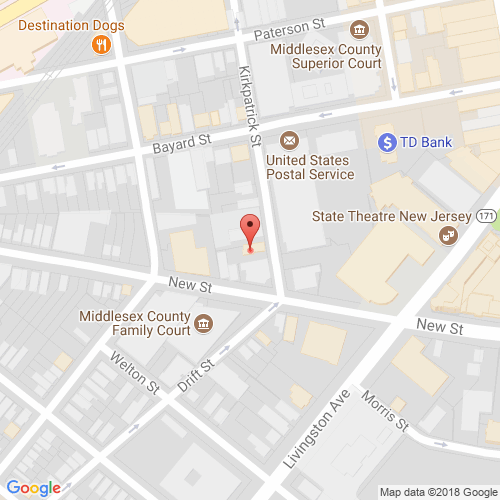 Destination Dogs
Paterson St
Middlesex County
Superior Court
Kirkpatrick St
Bayard St
TD Bank
United States
Postal Service
State Theatre New Jersey
171
New St
Middlesex County
Family Court
New St
Welton St
Drift St
Livingston Ave
Morris St
Google
Map data ©2018 Google